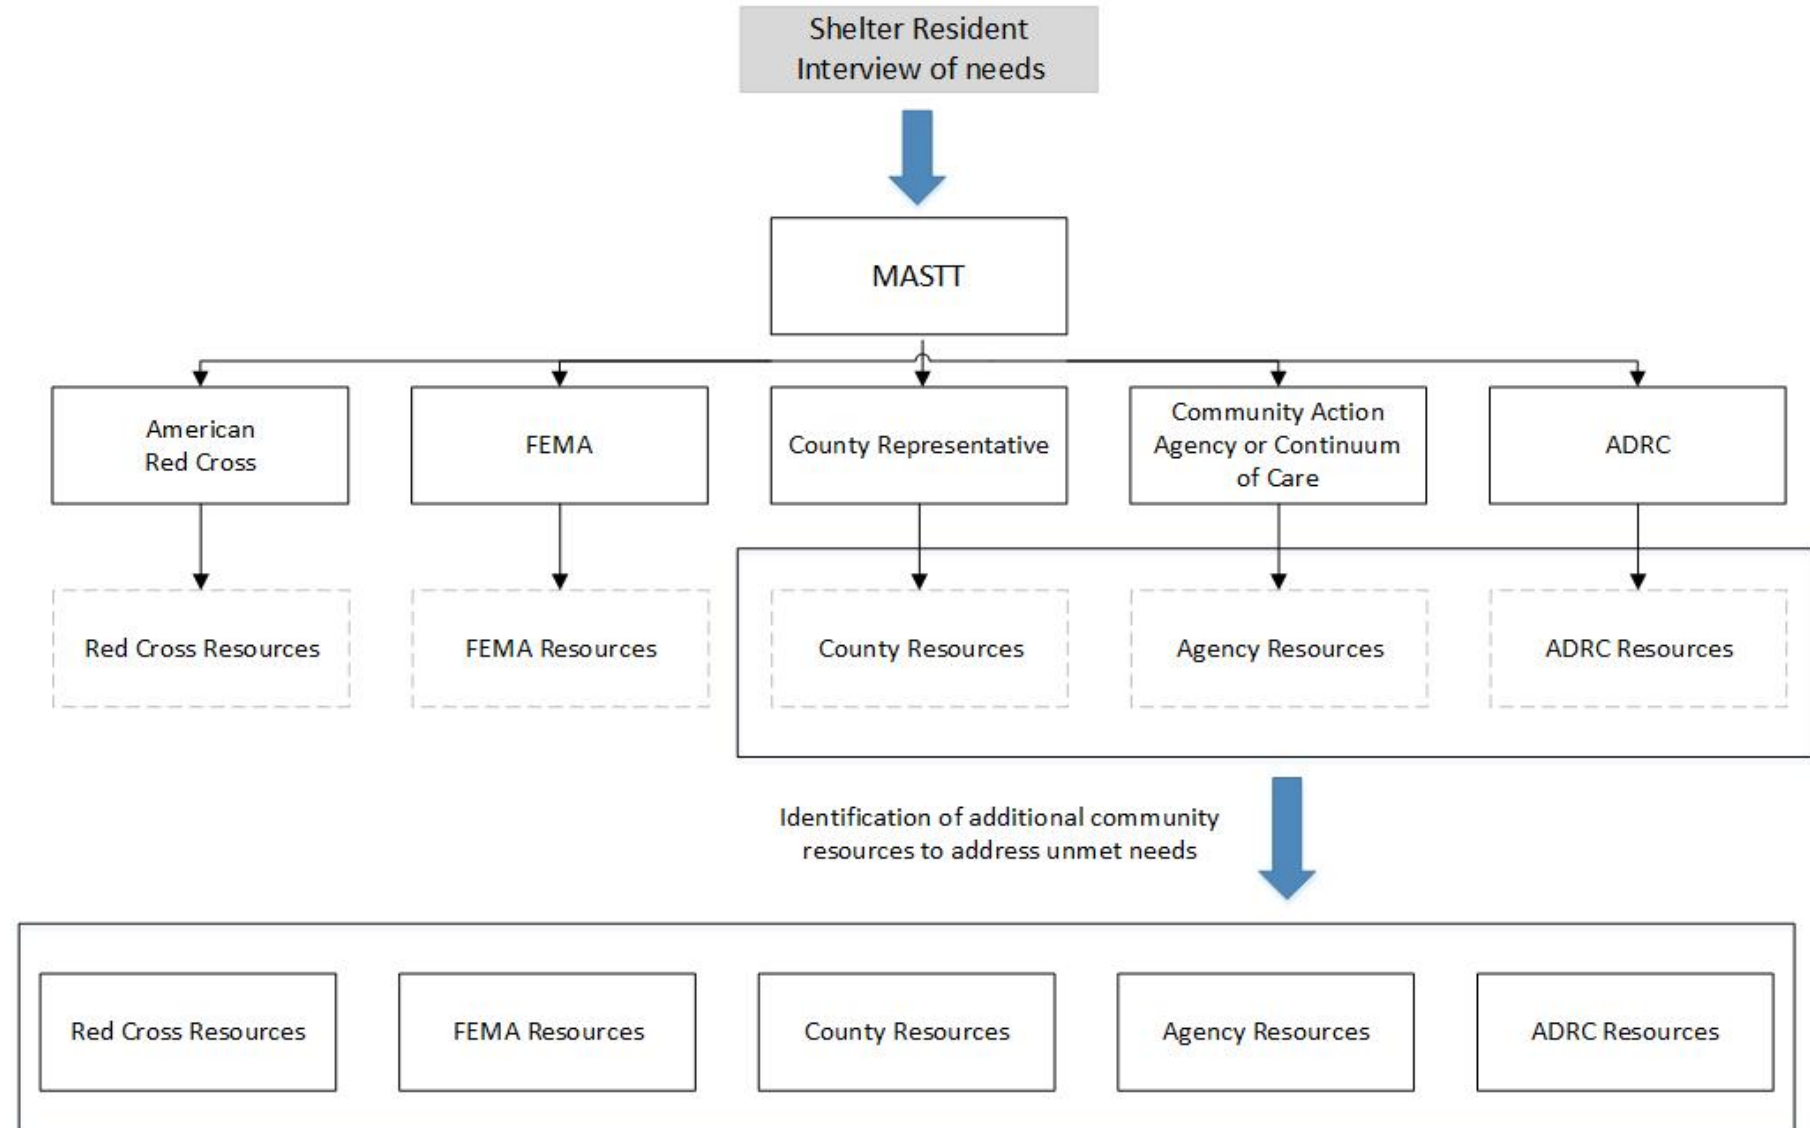 Shelter Resident
Interview of needs
MASTT
American
Red Cross
FEMA
County Representative
Community Action
Agency or Continuum
of Care
ADRC
Red Cross Resources
FEMA Resources
County Resources
Agency Resources
ADRC Resources
Identification of additional community
resources to address unmet needs
Red Cross Resources
FEMA Resources
County Resources
Agency Resources
ADRC Resources